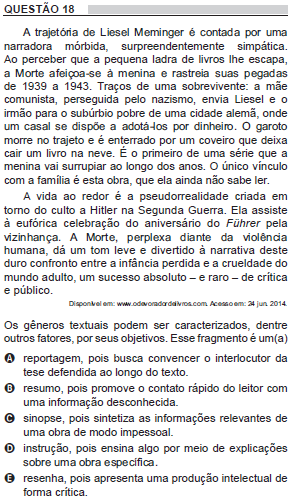 QUESTÃO 18
A trajetória de Liesel Meminger é contada por uma
narradora mórbida, surpreendentemente simpática.
Ao perceber que a pequena ladra de livros lhe escapa,
a Morte afeiçoa-se à menina e rastreia suas pegadas
de 1939 a 1943. Traços de uma sobrevivente: a mãe
comunista, perseguida pelo nazismo, envia Liesel e o
irmão para o subúrbio pobre de uma cidade alemã, onde
um casal se dispõe a adotá-los por dinheiro. O garoto
morre no trajeto e é enterrado por um coveiro que deixa
cair um livro na neve. É o primeiro de uma série que a
menina vai surrupiar ao longo dos anos. O único vínculo
com a família é esta obra, que ela ainda não sabe ler.
A vida ao redor é a pseudorrealidade criada em
torno do culto a Hitler na Segunda Guerra. Ela assiste
à eufórica celebração do aniversário do Führer pela
vizinhança. A Morte, perplexa diante da violência
humana, dá um tom leve e divertido à narrativa deste
duro confronto entre a infância perdida e a crueldade do
mundo adulto, um sucesso absoluto – e raro – de crítica
e público.
Disponível em: www.odevoradordelivros.com. Acesso em: 24 jun. 2014.
Os gêneros textuais podem ser caracterizados, dentre
outros fatores, por seus objetivos. Esse fragmento é um(a)
A reportagem, pois busca convencer o interlocutor da
tese defendida ao longo do texto.
B resumo, pois promove o contato rápido do leitor com
uma informação desconhecida.
C sinopse, pois sintetiza as informações relevantes de
uma obra de modo impessoal.
D instrução, pois ensina algo por meio de explicações
sobre uma obra específica.
E resenha, pois apresenta uma produção intelectual de
forma crítica.